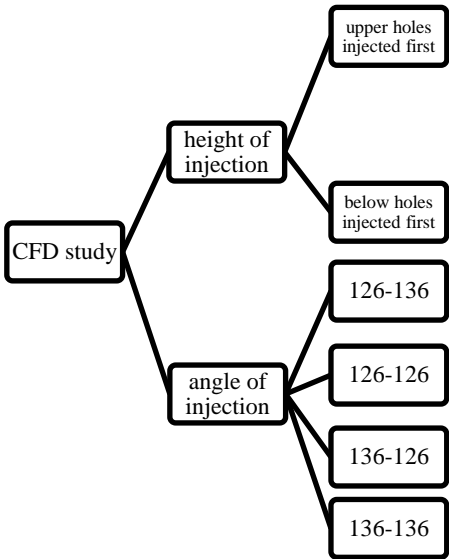 CFD study
height of
injection
upper holes
injected first
below holes
injected first
angle of
injection
126-136
126-126
136-126
136-136